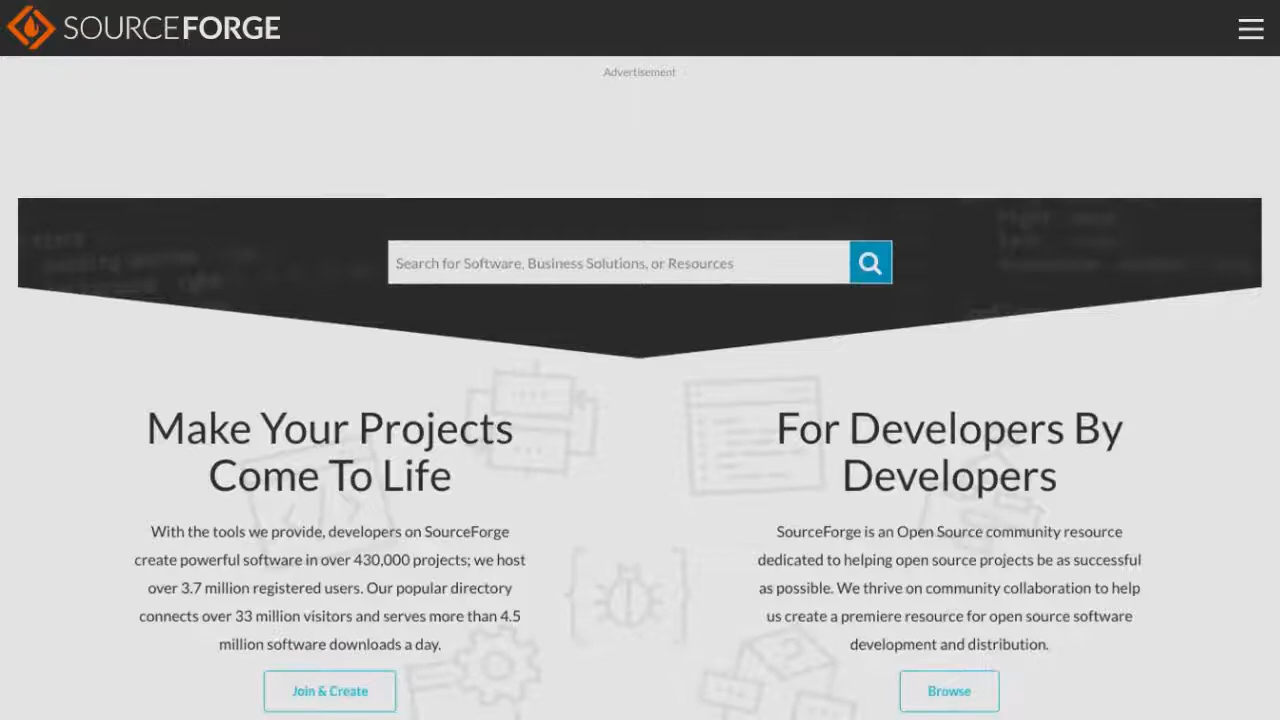 SOURCEFORGE
Advertisement
Search for Software, Business Solutions, or Resources
Make Your Projects
Come To Life
With the tools we provide, developers on SourceForge
create powerful software in over 430,000 projects; we host
over 3.7 million registered users. Our popular directory
connects over 33 million visitors and serves more than 4.5
million software downloads a day.
Join & Create
For Developers By
Developers
SourceForge is an Open Source community resource
dedicated to helping open source projects be as successful
as possible. We thrive on community collaboration to help
us create a premiere resource for open source software
development and distribution.
Browse